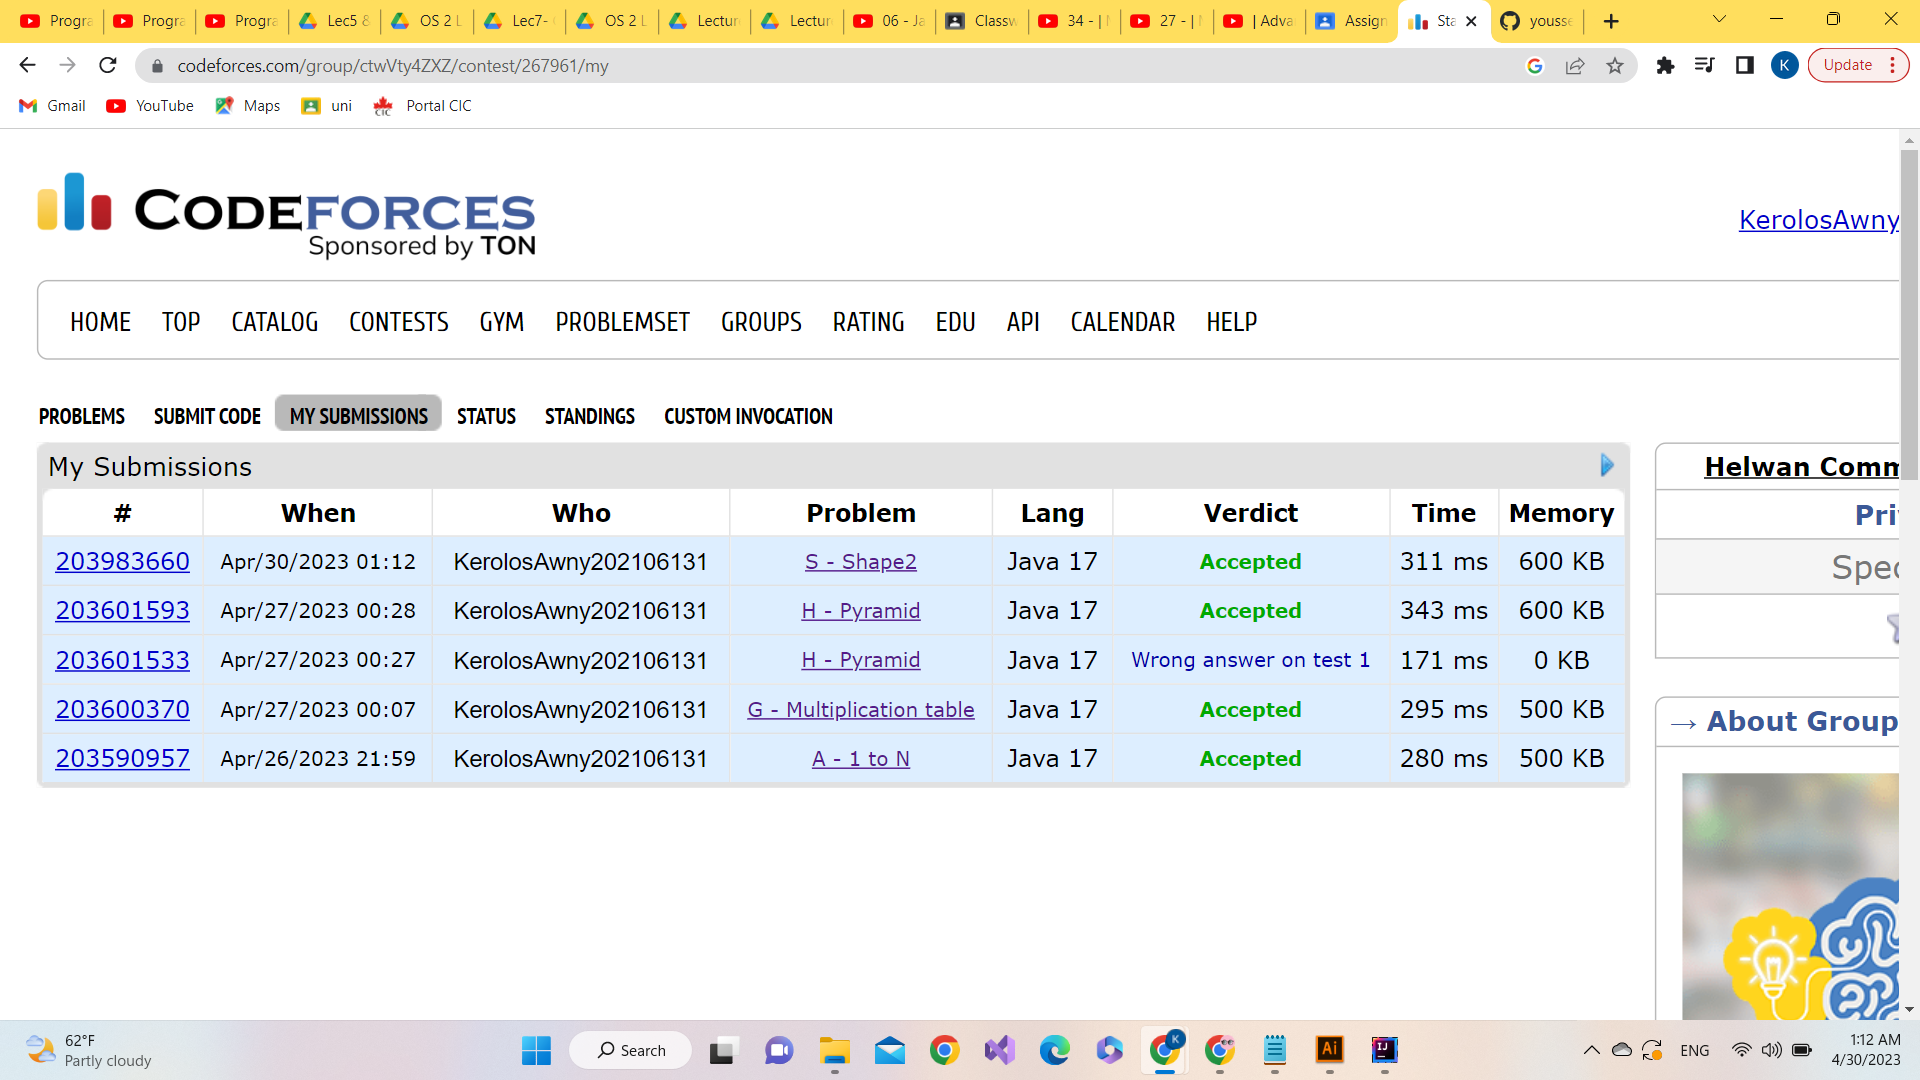 Progra Progra Progra Lec5 & OS 2 L Lec7- OS 2 L Lectur Lectur 06 - Ja Classw 34 - | 27 - | | Adva Assign Sta yousse
codeforces.com/group/ctwVty4ZXZ/contest/267961/my
K
Update
Gmail YouTube Maps uni Portal CIC
CODEFORCES
Sponsored by TON
KerolosAwny
HOME TOP CATALOG CONTESTS GYM PROBLEMSET GROUPS RATING EDU API CALENDAR HELP
PROBLEMS SUBMIT CODE MY SUBMISSIONS STATUS STANDINGS CUSTOM INVOCATION
My Submissions
# When Who Problem Lang Verdict Time Memory
203983660 Apr/30/2023 01:12 KerolosAwny202106131 S - Shape2 Java 17 Accepted 311 ms 600 KB
203601593 Apr/27/2023 00:28 KerolosAwny202106131 H - Pyramid Java 17 Accepted 343 ms 600 KB
203601533 Apr/27/2023 00:27 KerolosAwny202106131 H - Pyramid Java 17 Wrong answer on test 1 171 ms 0 KB
203600370 Apr/27/2023 00:07 KerolosAwny202106131 G - Multiplication table Java 17 Accepted 295 ms 500 KB
203590957 Apr/26/2023 21:59 KerolosAwny202106131 A - 1 to N Java 17 Accepted 280 ms 500 KB
Helwan Comm
Pri
Spec
→ About Group
62°F
Partly cloudy
Search
K
Ai
IJ
ENG
1:12 AM
4/30/2023